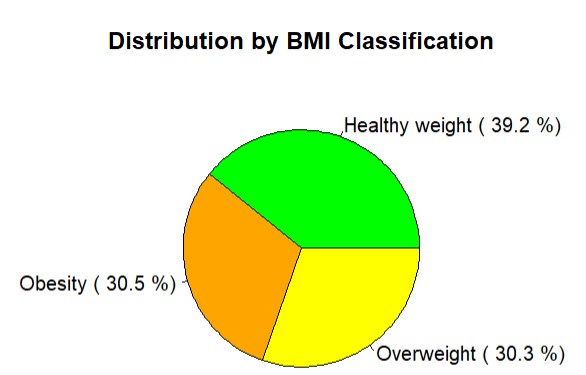 Distribution by BMI Classification
Healthy weight ( 39.2 %)
Obesity ( 30.5 %)
Overweight ( 30.3 %)